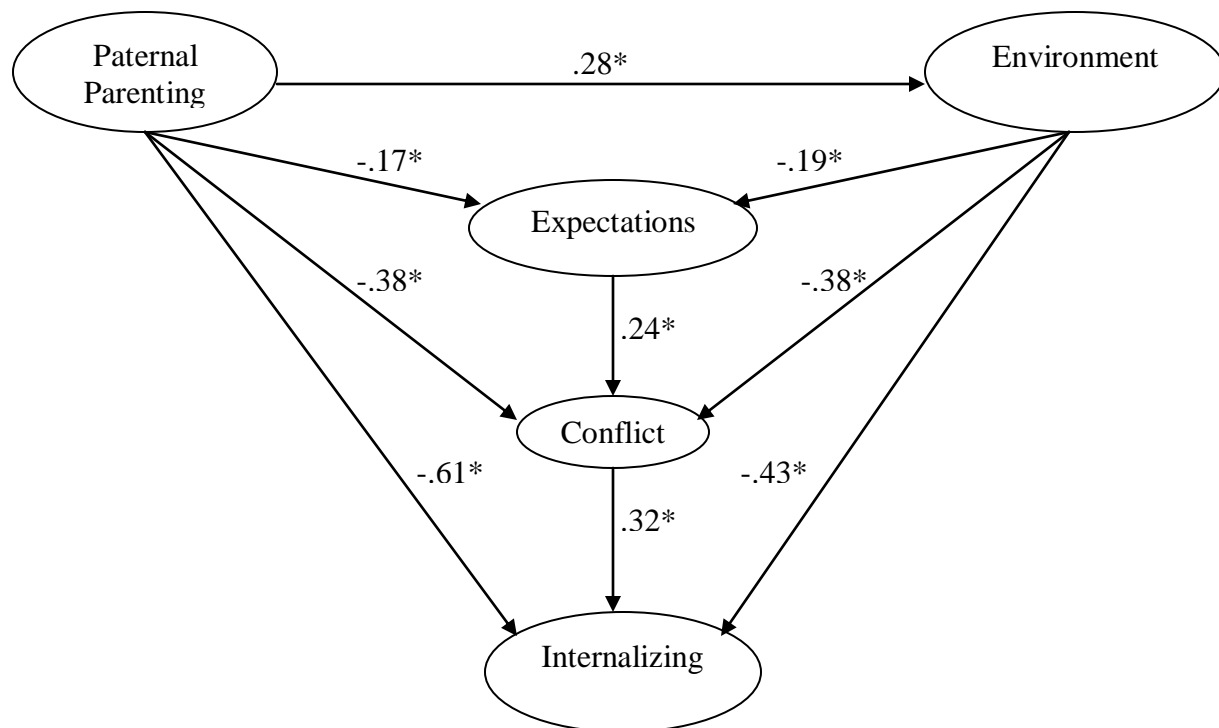 Paternal
Parenting
Environment
.28*
-.17*
-.19*
Expectations
-.38*
-.38*
.24*
Conflict
-.61*
-.43*
.32*
Internalizing